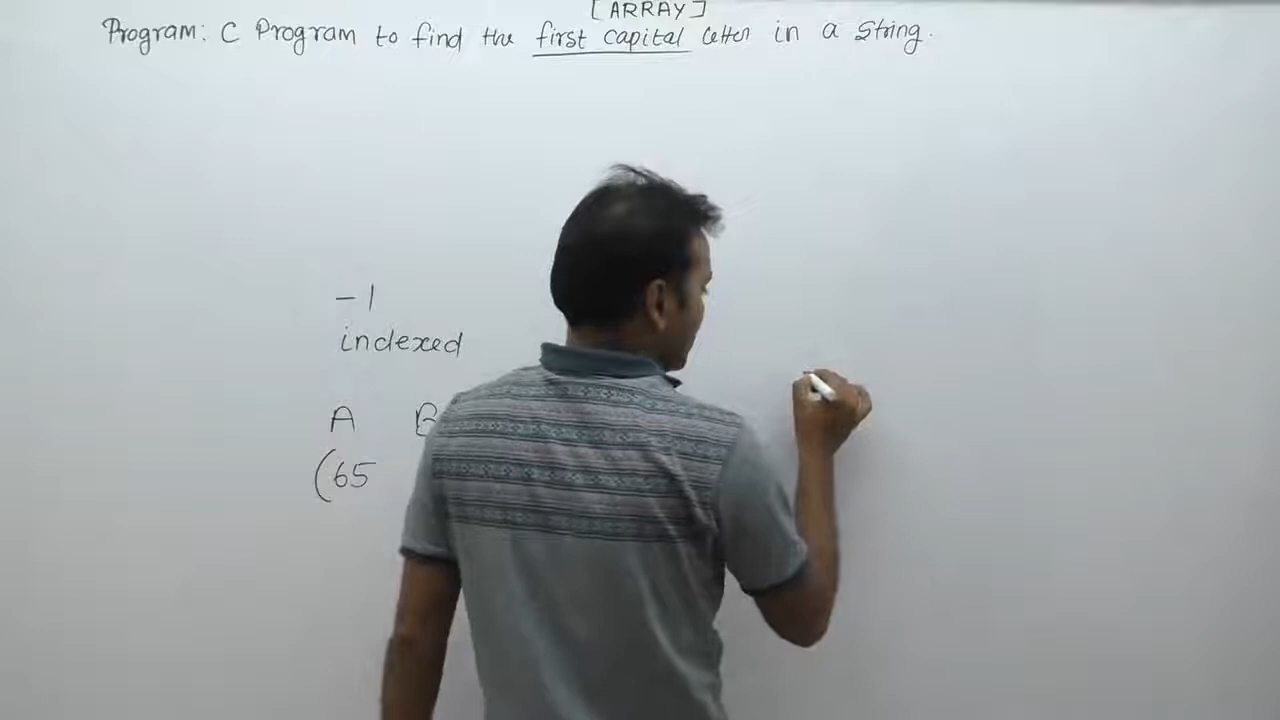 [ARRAY]
Program: C Program to find the first capital letter in a String.
-1
indexed
A B
(65